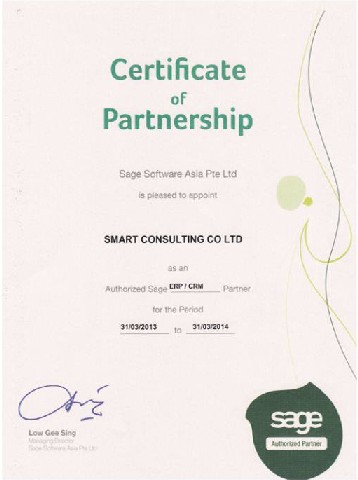 Certificate
of
Partnership
Sage Software Asia Pte Ltd
is pleased to appoint
SMART CONSULTING CO LTD
as an
Authorized Sage ERP / CRM Partner
for the Period
31/03/2013 to 31/03/2014
Low Gee Sing
Managing Director
Sage Software Asia Pte Ltd
sage
Authorized Partner